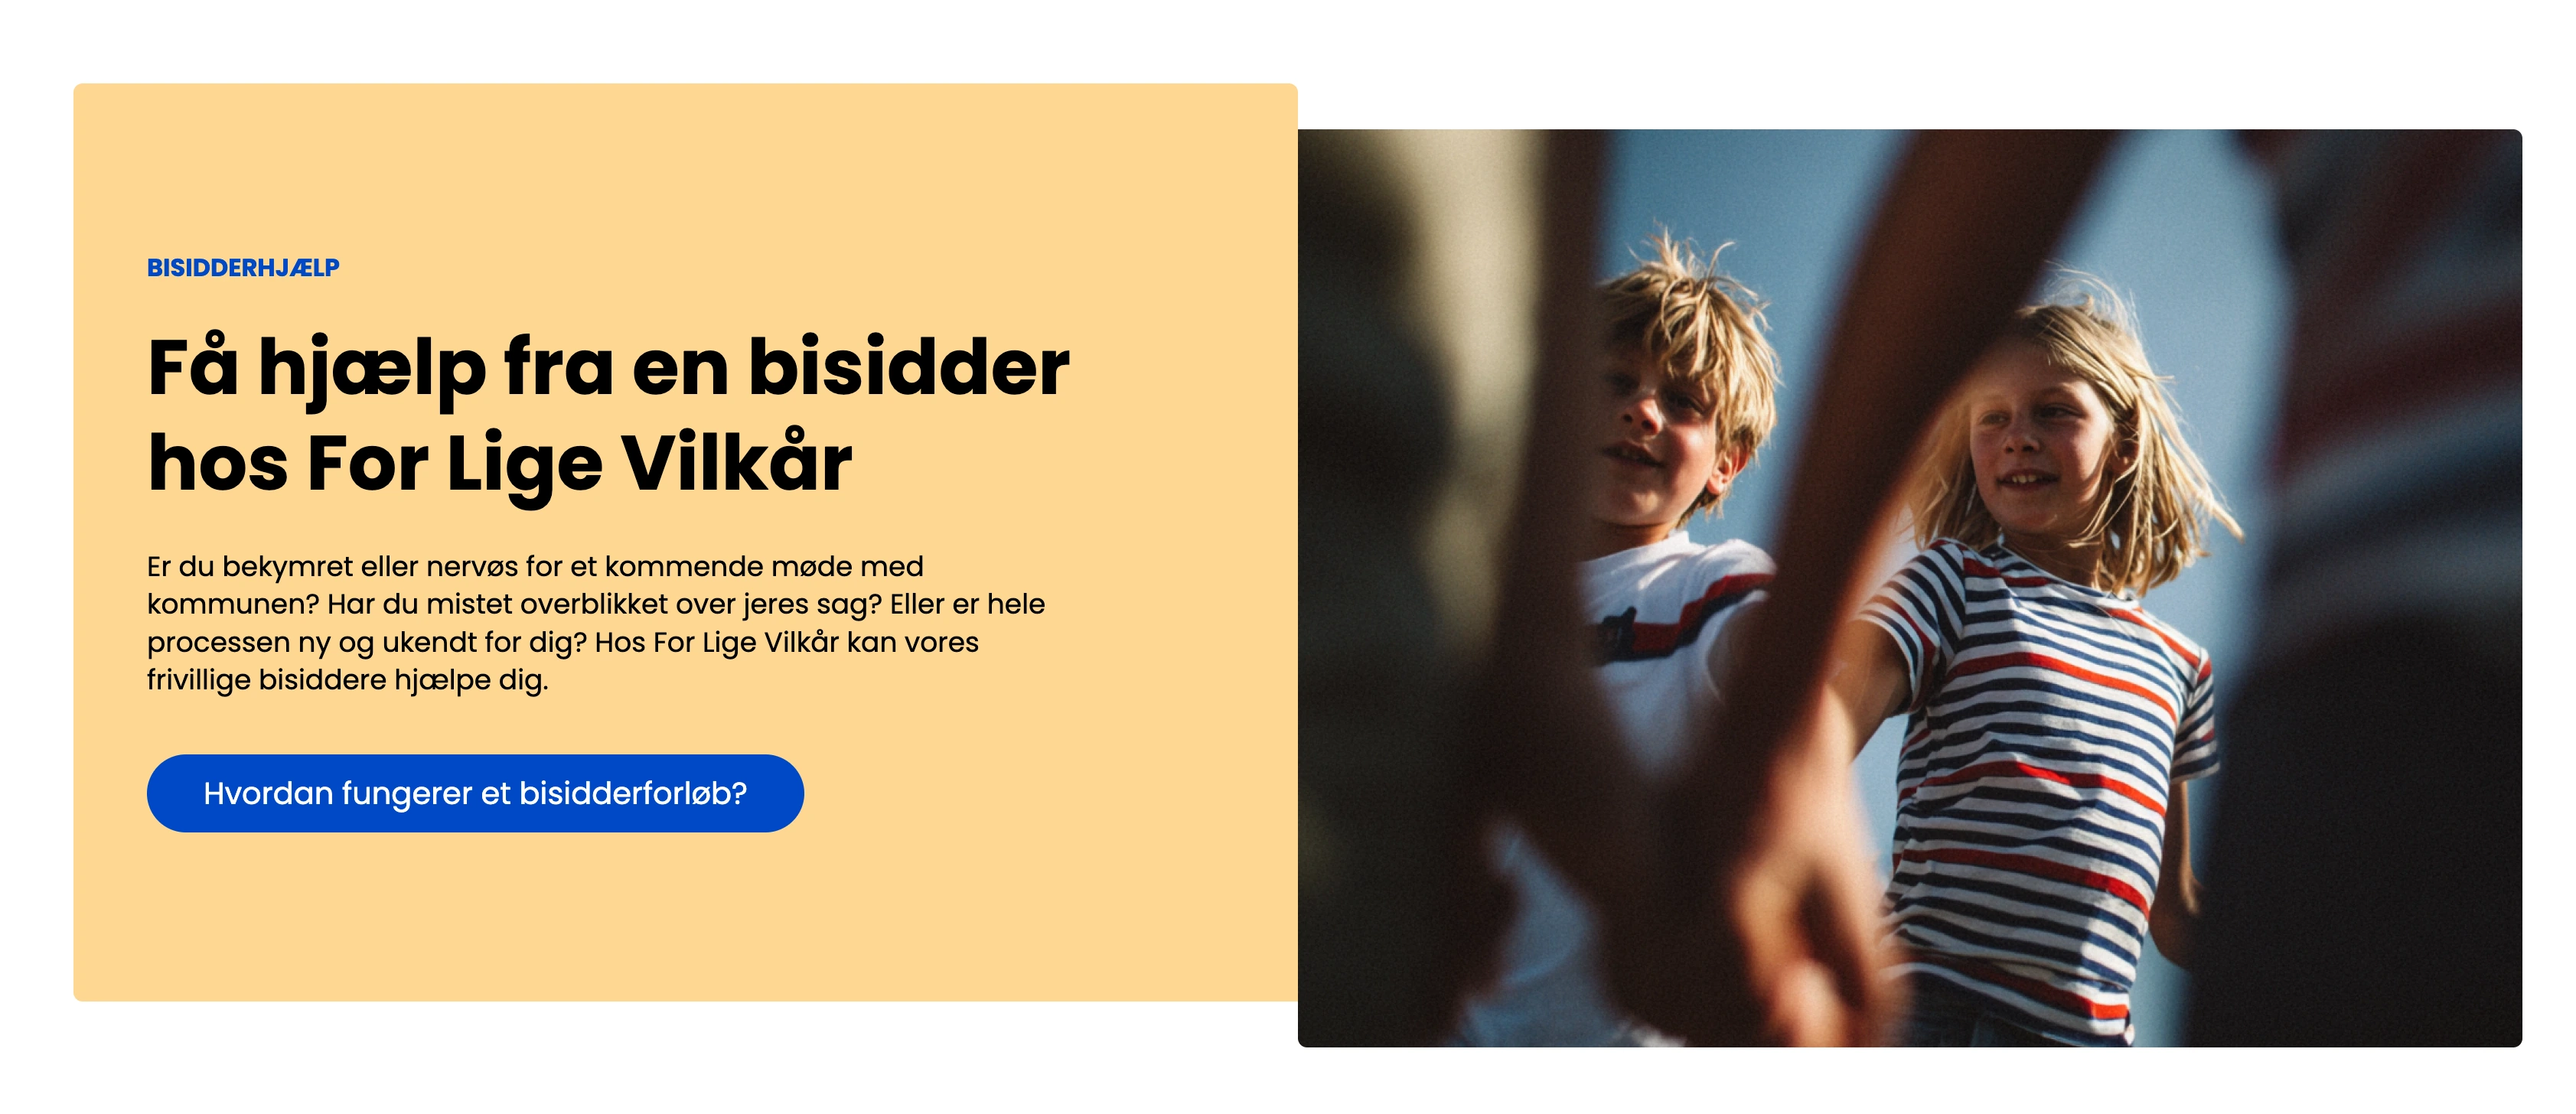 BISIDDERHJÆLP
Få hjælp fra en bisidder
hos For Lige Vilkår
Er du bekymret eller nervøs for et kommende møde med
kommunen? Har du mistet overblikket over jeres sag? Eller er hele
processen ny og ukendt for dig? Hos For Lige Vilkår kan vores
frivillige bisiddere hjælpe dig.
Hvordan fungerer et bisidderforløb?